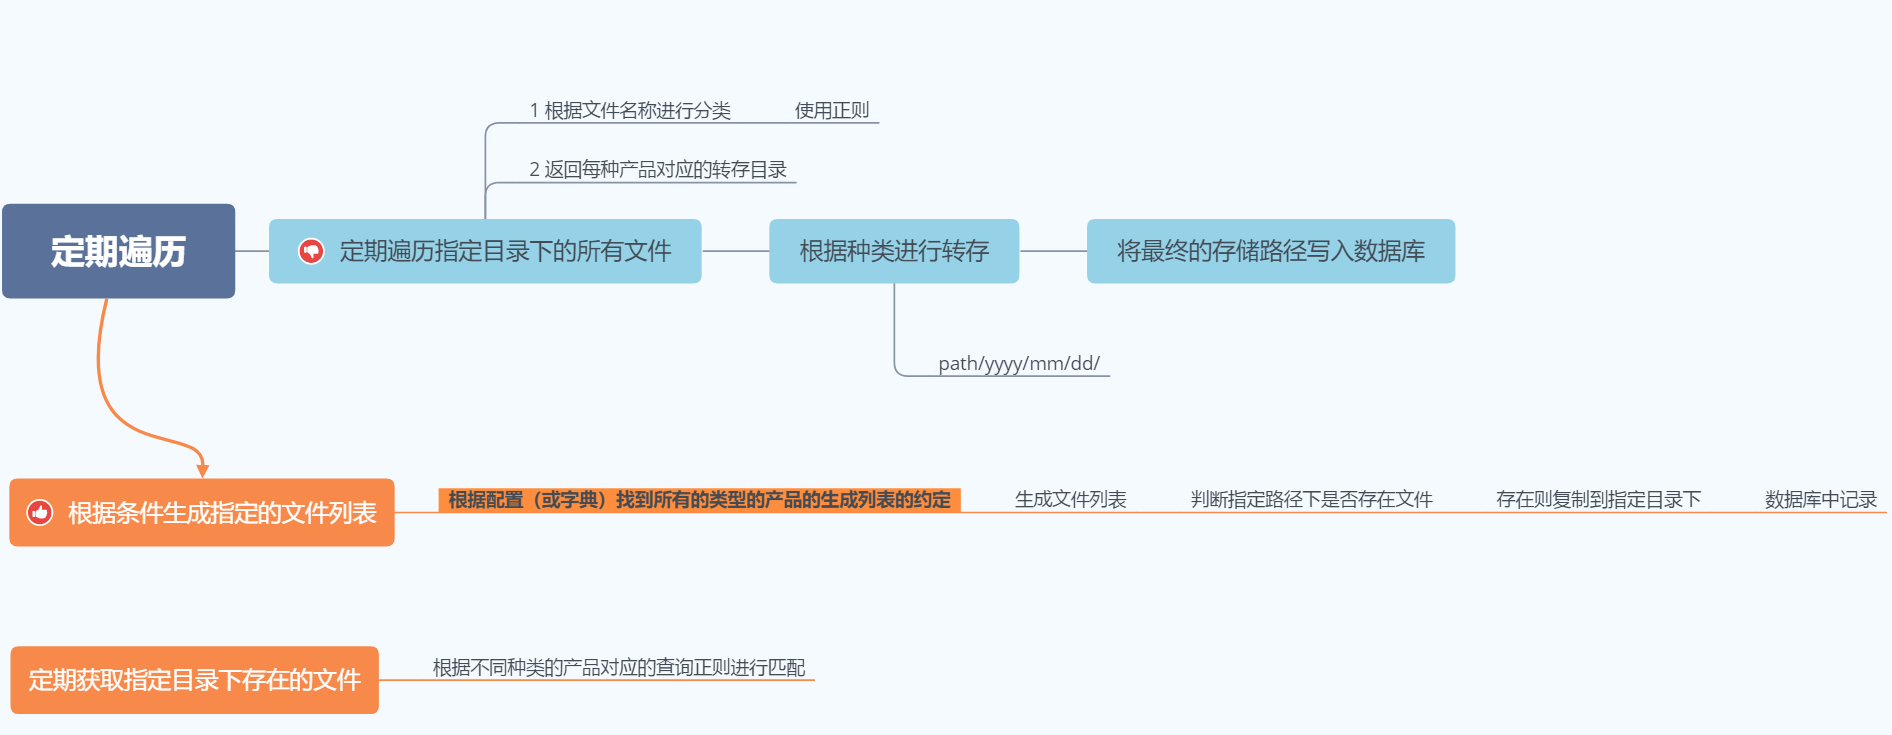 1 根据文件名称进行分类
使用正则
2 返回每种产品对应的转存目录
定期遍历
定期遍历指定目录下的所有文件
根据种类进行转存
将最终的存储路径写入数据库
path/yyyy/mm/dd/
根据条件生成指定的文件列表
根据配置（或字典）找到所有的类型的产品的生成列表的约定
生成文件列表
判断指定路径下是否存在文件
存在则复制到指定目录下
数据库中记录
定期获取指定目录下存在的文件
根据不同种类的产品对应的查询正则进行匹配